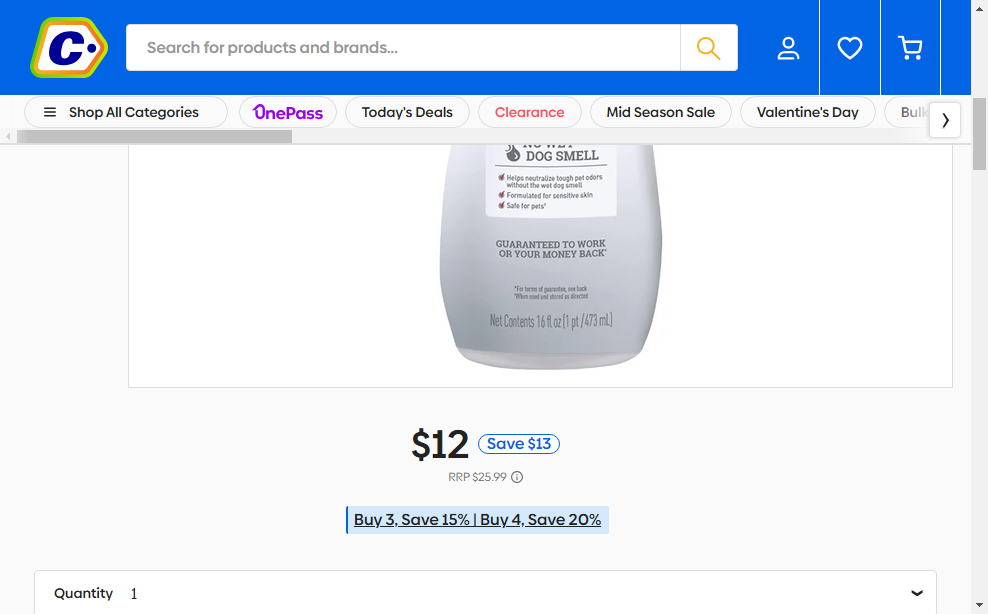 C
Search for products and brands...
Shop All Categories
OnePass
Today's Deals
Clearance
Mid Season Sale
Valentine's Day
Bulk
NO WET
DOG SMELL
Helps neutralize tough pet odors
without the wet dog smell
Formulated for sensitive skin
Safe for pets†
GUARANTEED TO WORK
OR YOUR MONEY BACK*
*For terms of guarantee, see back
†When used and stored as directed
Net Contents 16 fl oz (1 pt / 473 mL)
$12
Save $13
RRP $25.99
Buy 3, Save 15% | Buy 4, Save 20%
Quantity 1